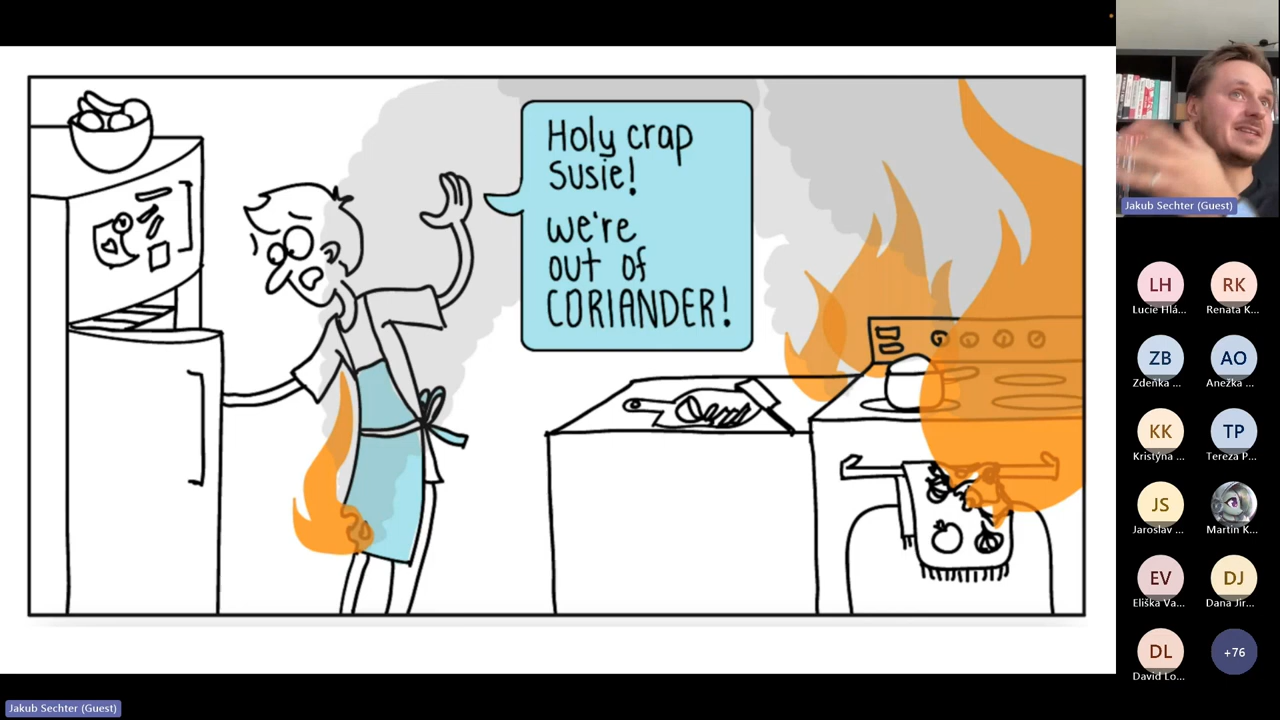 Holy crap
Susie!
we're
out of
CORIANDER!
Jakub Sechter (Guest)
LH
RK
Lucie Hlá...
Renata K...
ZB
AO
Zdeňka ...
Anežka ...
KK
TP
Kristýna ...
Tereza P...
JS
Jaroslav ...
Martin K...
EV
DJ
Eliška Va...
Dana Jir...
DL
+76
David Lo...
Jakub Sechter (Guest)